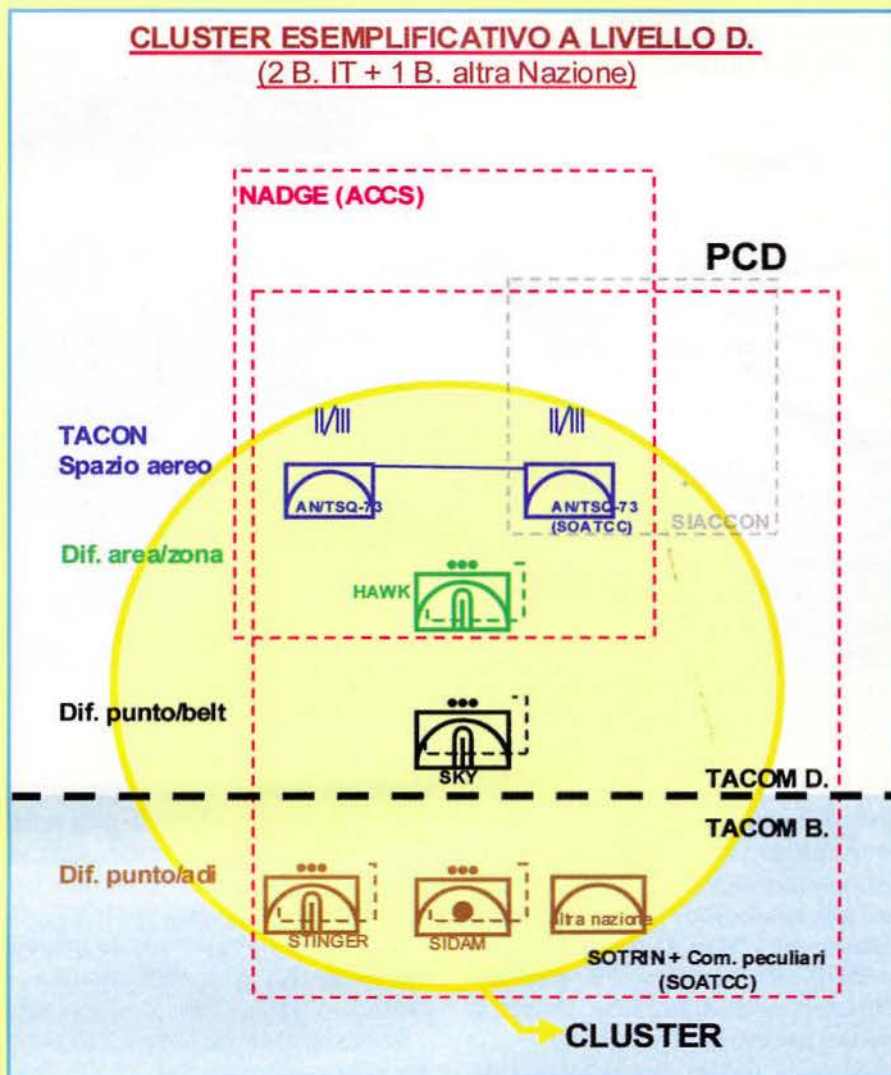 CLUSTER ESEMPLIFICATIVO A LIVELLO D.
(2 B. IT + 1 B. altra Nazione)
NADGE (ACCS)
PCD
TACON
Spazio aereo
II/III
II/III
AN/TSQ-73
AN/TSQ-73
(SOATCC)
SIACCON
Dif. area/zona
HAWK
Dif. punto/belt
SKY
TACOM D.
TACOM B.
Dif. punto/adi
STINGER
SIDAM
altra nazione
SOTRIN + Com. peculiari
(SOATCC)
CLUSTER